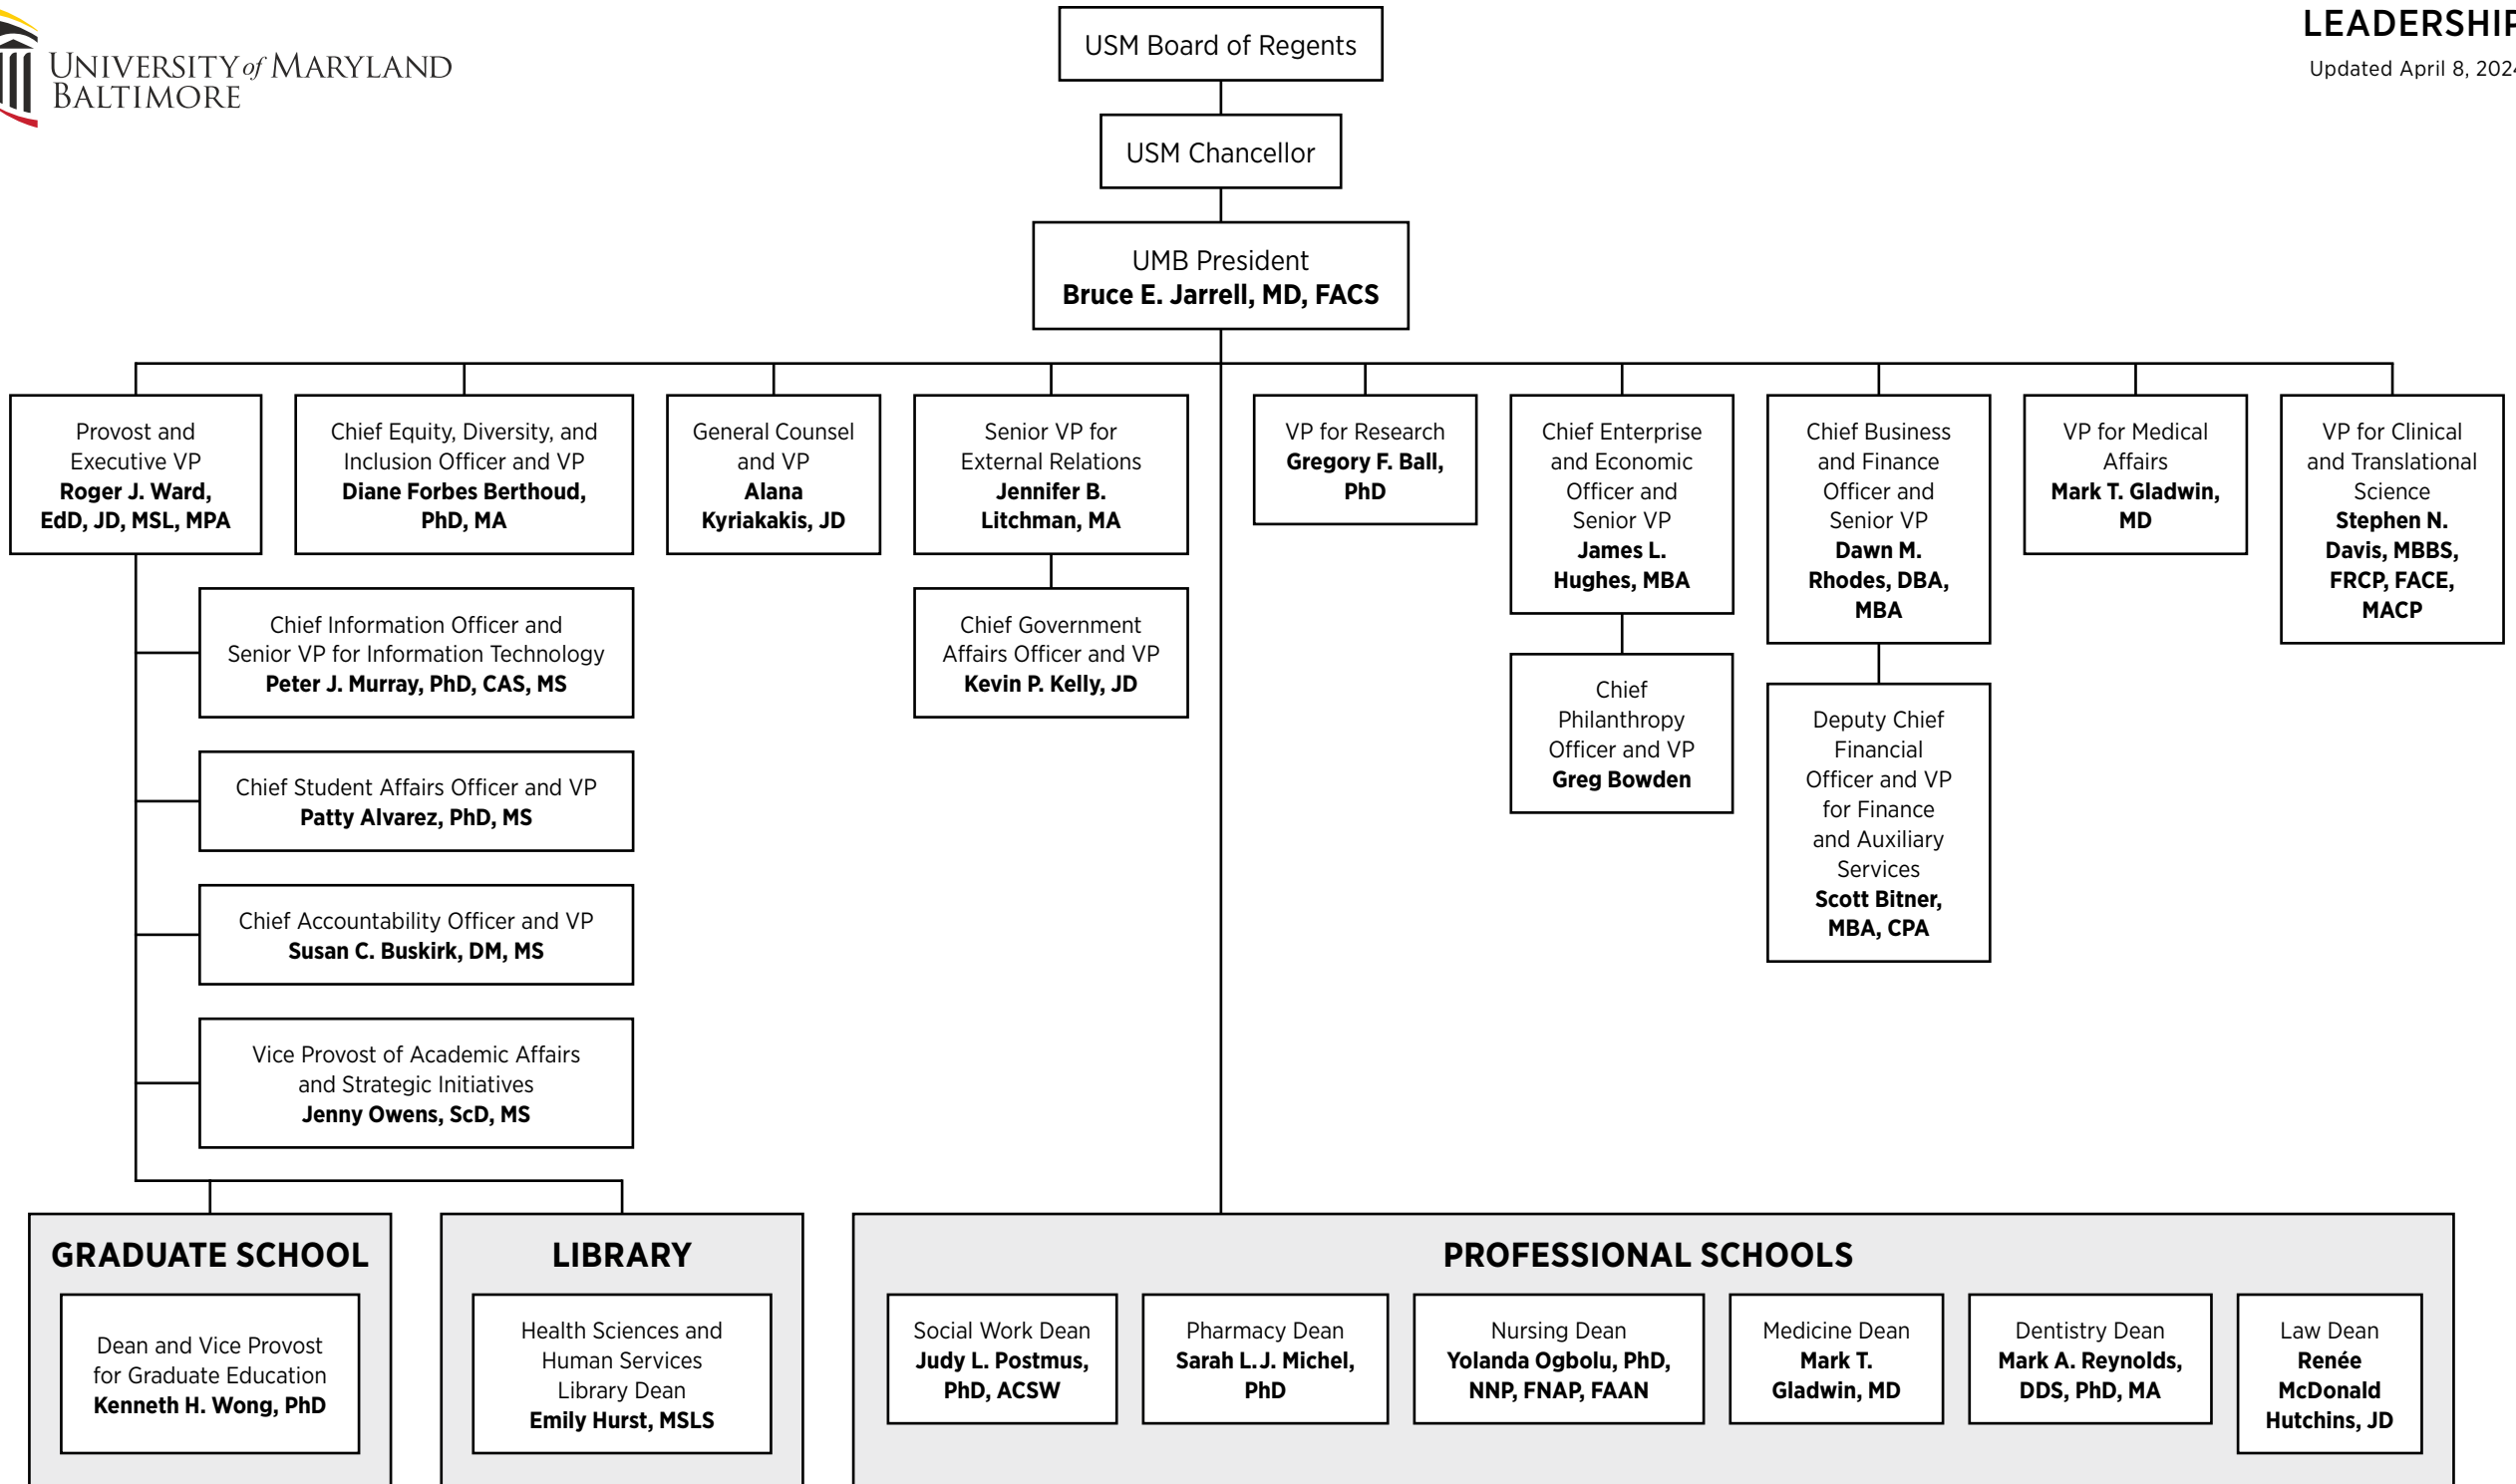 UNIVERSITY of MARYLAND
BALTIMORE
LEADERSHIP
Updated April 8, 2024
USM Board of Regents
USM Chancellor
UMB President
Bruce E. Jarrell, MD, FACS
Provost and
Executive VP
Roger J. Ward,
EdD, JD, MSL, MPA
Chief Equity, Diversity, and
Inclusion Officer and VP
Diane Forbes Berthoud,
PhD, MA
General Counsel
and VP
Alana
Kyriakakis, JD
Senior VP for
External Relations
Jennifer B.
Litchman, MA
VP for Research
Gregory F. Ball,
PhD
Chief Enterprise
and Economic
Officer and
Senior VP
James L.
Hughes, MBA
Chief Business
and Finance
Officer and
Senior VP
Dawn M.
Rhodes, DBA,
MBA
VP for Medical
Affairs
Mark T. Gladwin,
MD
VP for Clinical
and Translational
Science
Stephen N.
Davis, MBBS,
FRCP, FACE,
MACP
Chief Information Officer and
Senior VP for Information Technology
Peter J. Murray, PhD, CAS, MS
Chief Government
Affairs Officer and VP
Kevin P. Kelly, JD
Chief
Philanthropy
Officer and VP
Greg Bowden
Deputy Chief
Financial
Officer and VP
for Finance
and Auxiliary
Services
Scott Bitner,
MBA, CPA
Chief Student Affairs Officer and VP
Patty Alvarez, PhD, MS
Chief Accountability Officer and VP
Susan C. Buskirk, DM, MS
Vice Provost of Academic Affairs
and Strategic Initiatives
Jenny Owens, ScD, MS
GRADUATE SCHOOL
Dean and Vice Provost
for Graduate Education
Kenneth H. Wong, PhD
LIBRARY
Health Sciences and
Human Services
Library Dean
Emily Hurst, MSLS
PROFESSIONAL SCHOOLS
Social Work Dean
Judy L. Postmus,
PhD, ACSW
Pharmacy Dean
Sarah L.J. Michel,
PhD
Nursing Dean
Yolanda Ogbolu, PhD,
NNP, FNAP, FAAN
Medicine Dean
Mark T.
Gladwin, MD
Dentistry Dean
Mark A. Reynolds,
DDS, PhD, MA
Law Dean
Renée
McDonald
Hutchins, JD